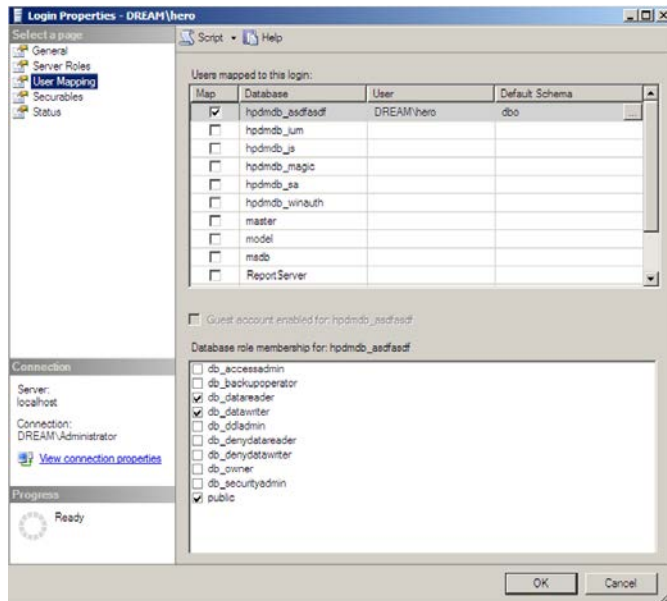 Login Properties - DREAM\hero
Select a page
General
Server Roles
User Mapping
Securables
Status
Script Help
Users mapped to this login:
Map Database User Default Schema
hpdmdb_asdfasdf DREAM\hero dbo ...
hpdmdb_ium
hpdmdb_js
hpdmdb_magic
hpdmdb_sa
hpdmdb_winauth
master
model
msdb
ReportServer
Guest account enabled for: hpdmdb_asdfasdf
Database role membership for: hpdmdb_asdfasdf
db_accessadmin
db_backupoperator
db_datareader
db_datawriter
db_ddladmin
db_denydatareader
db_denydatawriter
db_owner
db_securityadmin
public
Connection
Server:
localhost
Connection:
DREAM\Administrator
View connection properties
Progress
Ready
OK Cancel